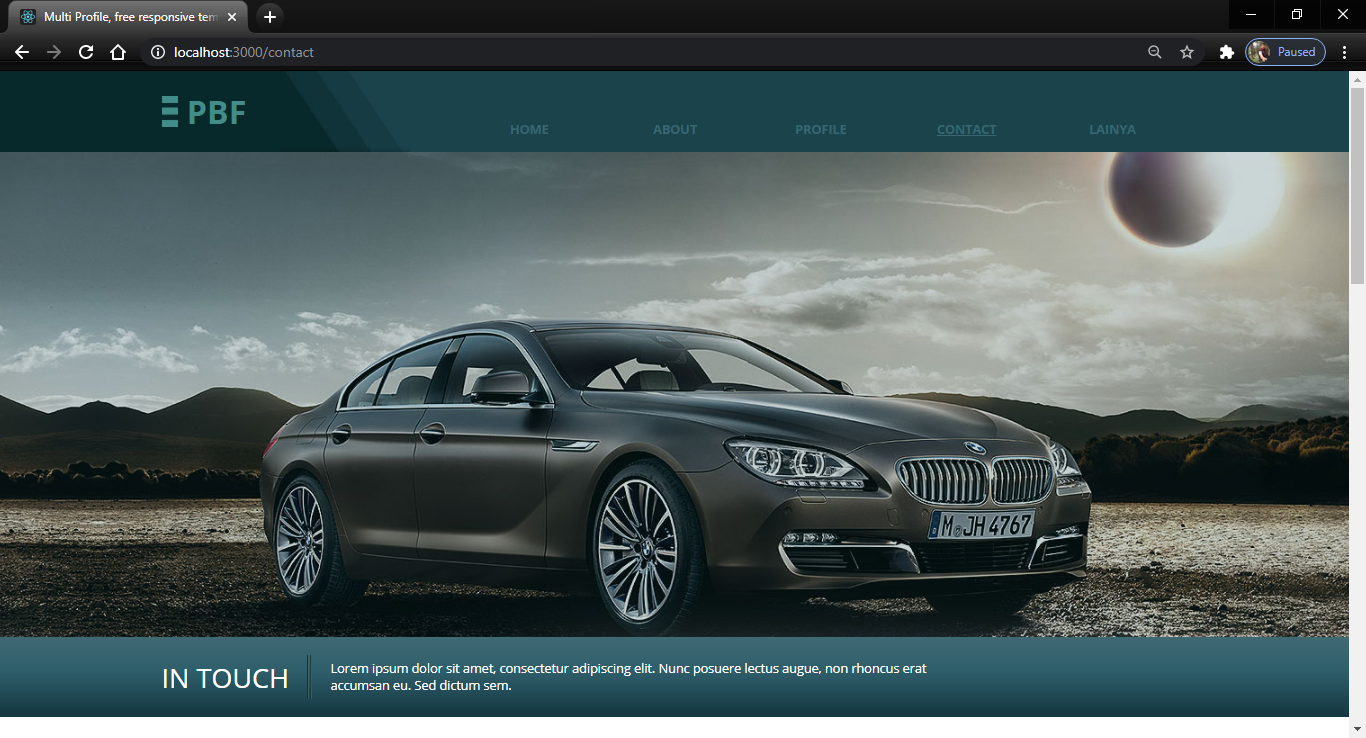 Multi Profile, free responsive tem
localhost:3000/contact
Paused
PBF
HOME ABOUT PROFILE CONTACT LAINYA
M JH 4767
IN TOUCH
Lorem ipsum dolor sit amet, consectetur adipiscing elit. Nunc posuere lectus augue, non rhoncus erat
accumsan eu. Sed dictum sem.